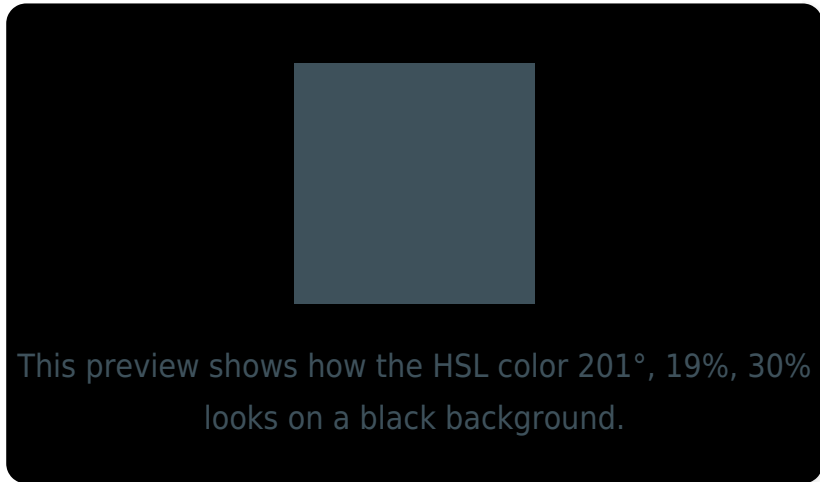 This preview shows how the HSL color 201°, 19%, 30%
looks on a black background.